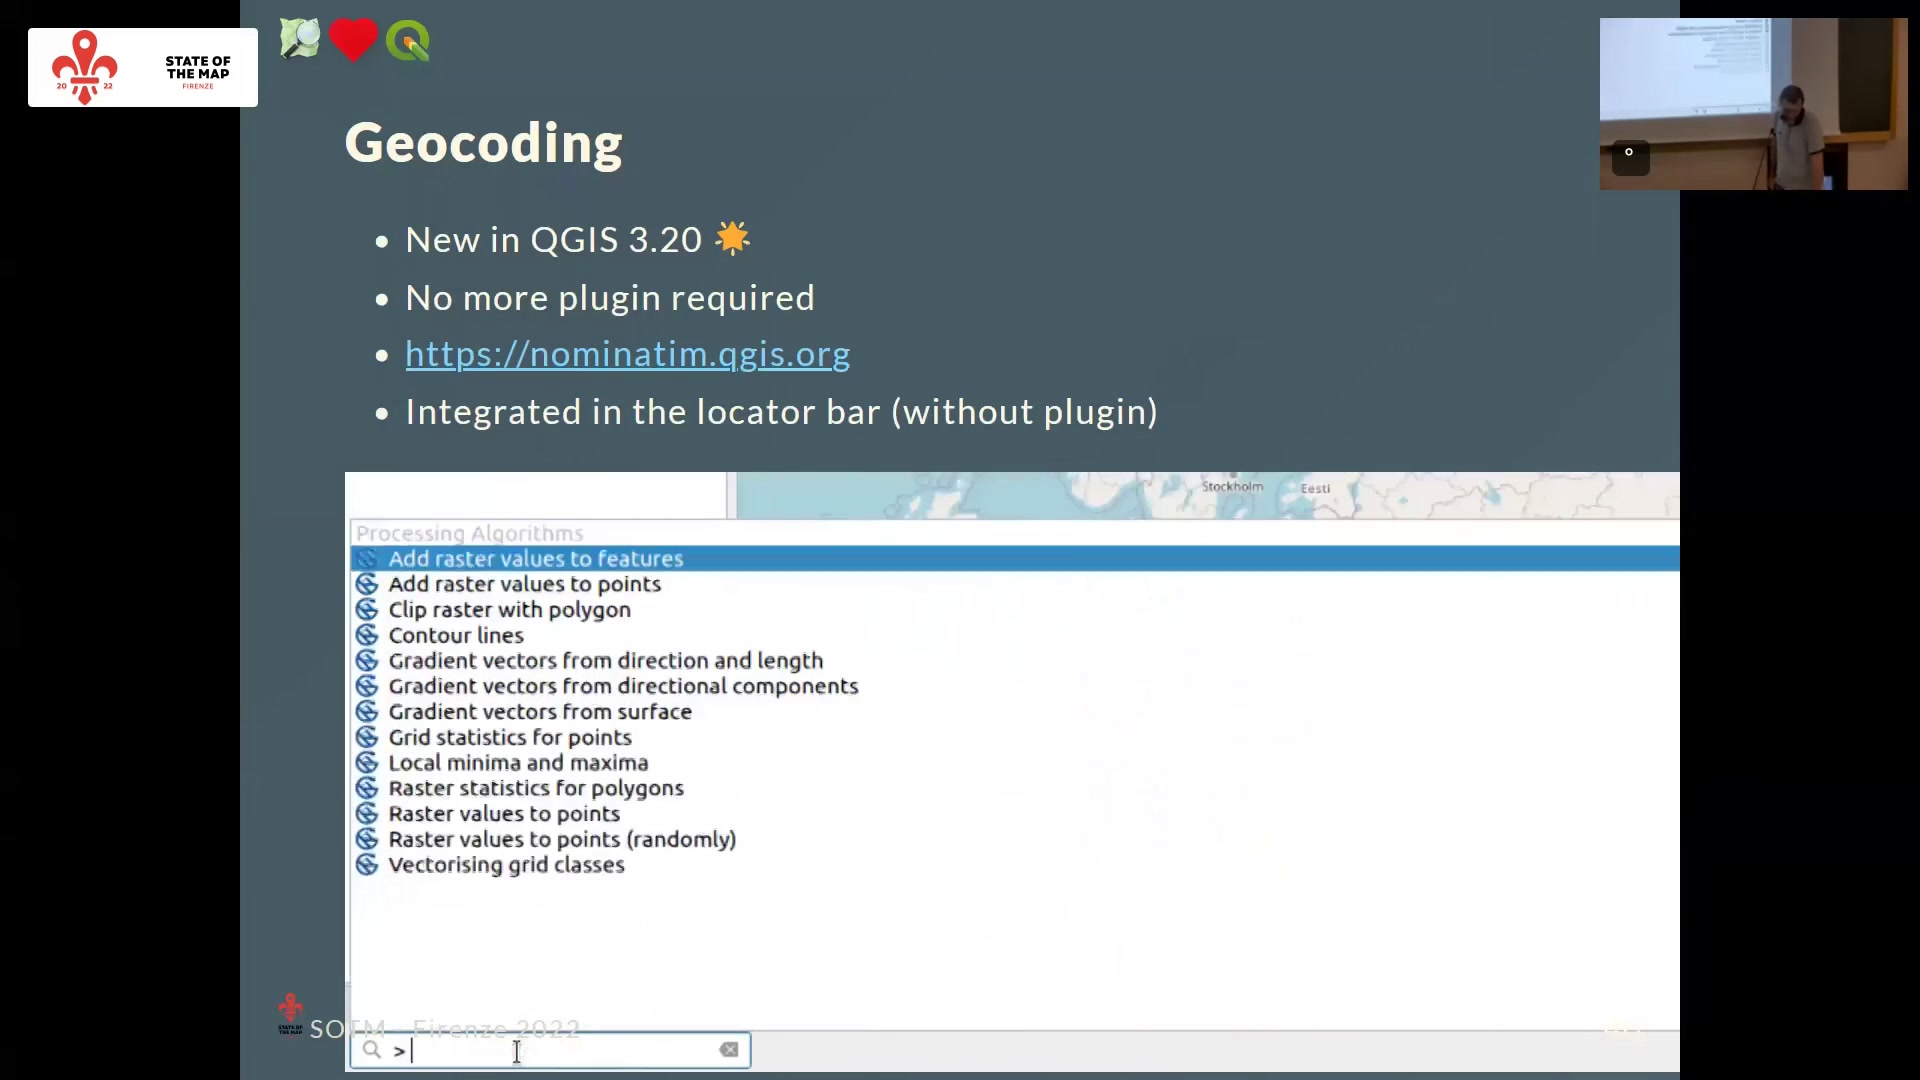 STATE OF
THE MAP
20 22
FIRENZE
Geocoding
New in QGIS 3.20
No more plugin required
https://nominatim.qgis.org
Integrated in the locator bar (without plugin)
Stockholm
Eesti
Processing Algorithms
Add raster values to features
Add raster values to points
Clip raster with polygon
Contour lines
Gradient vectors from direction and length
Gradient vectors from directional components
Gradient vectors from surface
Grid statistics for points
Local minima and maxima
Raster statistics for polygons
Raster values to points
Raster values to points (randomly)
Vectorising grid classes
STATE OF
THE MAP
SOTM - Firenze 2022
>